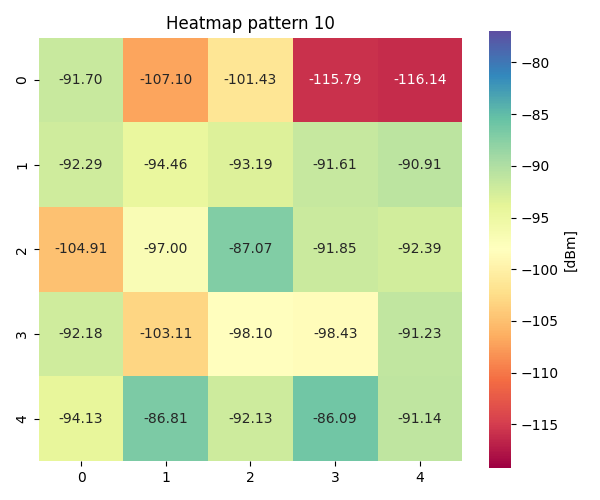 Heatmap pattern 10
0 -91.70 -107.10 -101.43 -115.79 -116.14
1 -92.29 -94.46 -93.19 -91.61 -90.91
2 -104.91 -97.00 -87.07 -91.85 -92.39
3 -92.18 -103.11 -98.10 -98.43 -91.23
4 -94.13 -86.81 -92.13 -86.09 -91.14
0 1 2 3 4
−80
−85
−90
−95
−100
−105
−110
−115
[dBm]